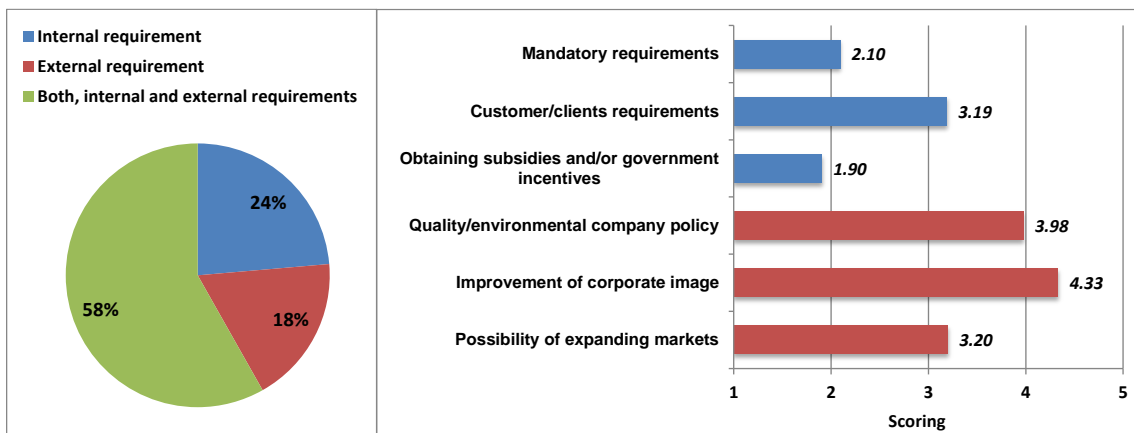 Internal requirement
External requirement
Both, internal and external requirements
24%
18%
58%
Mandatory requirements
2.10
Customer/clients requirements
3.19
Obtaining subsidies and/or government
incentives
1.90
Quality/environmental company policy
3.98
Improvement of corporate image
4.33
Possibility of expanding markets
3.20
1 2 3 4 5
Scoring